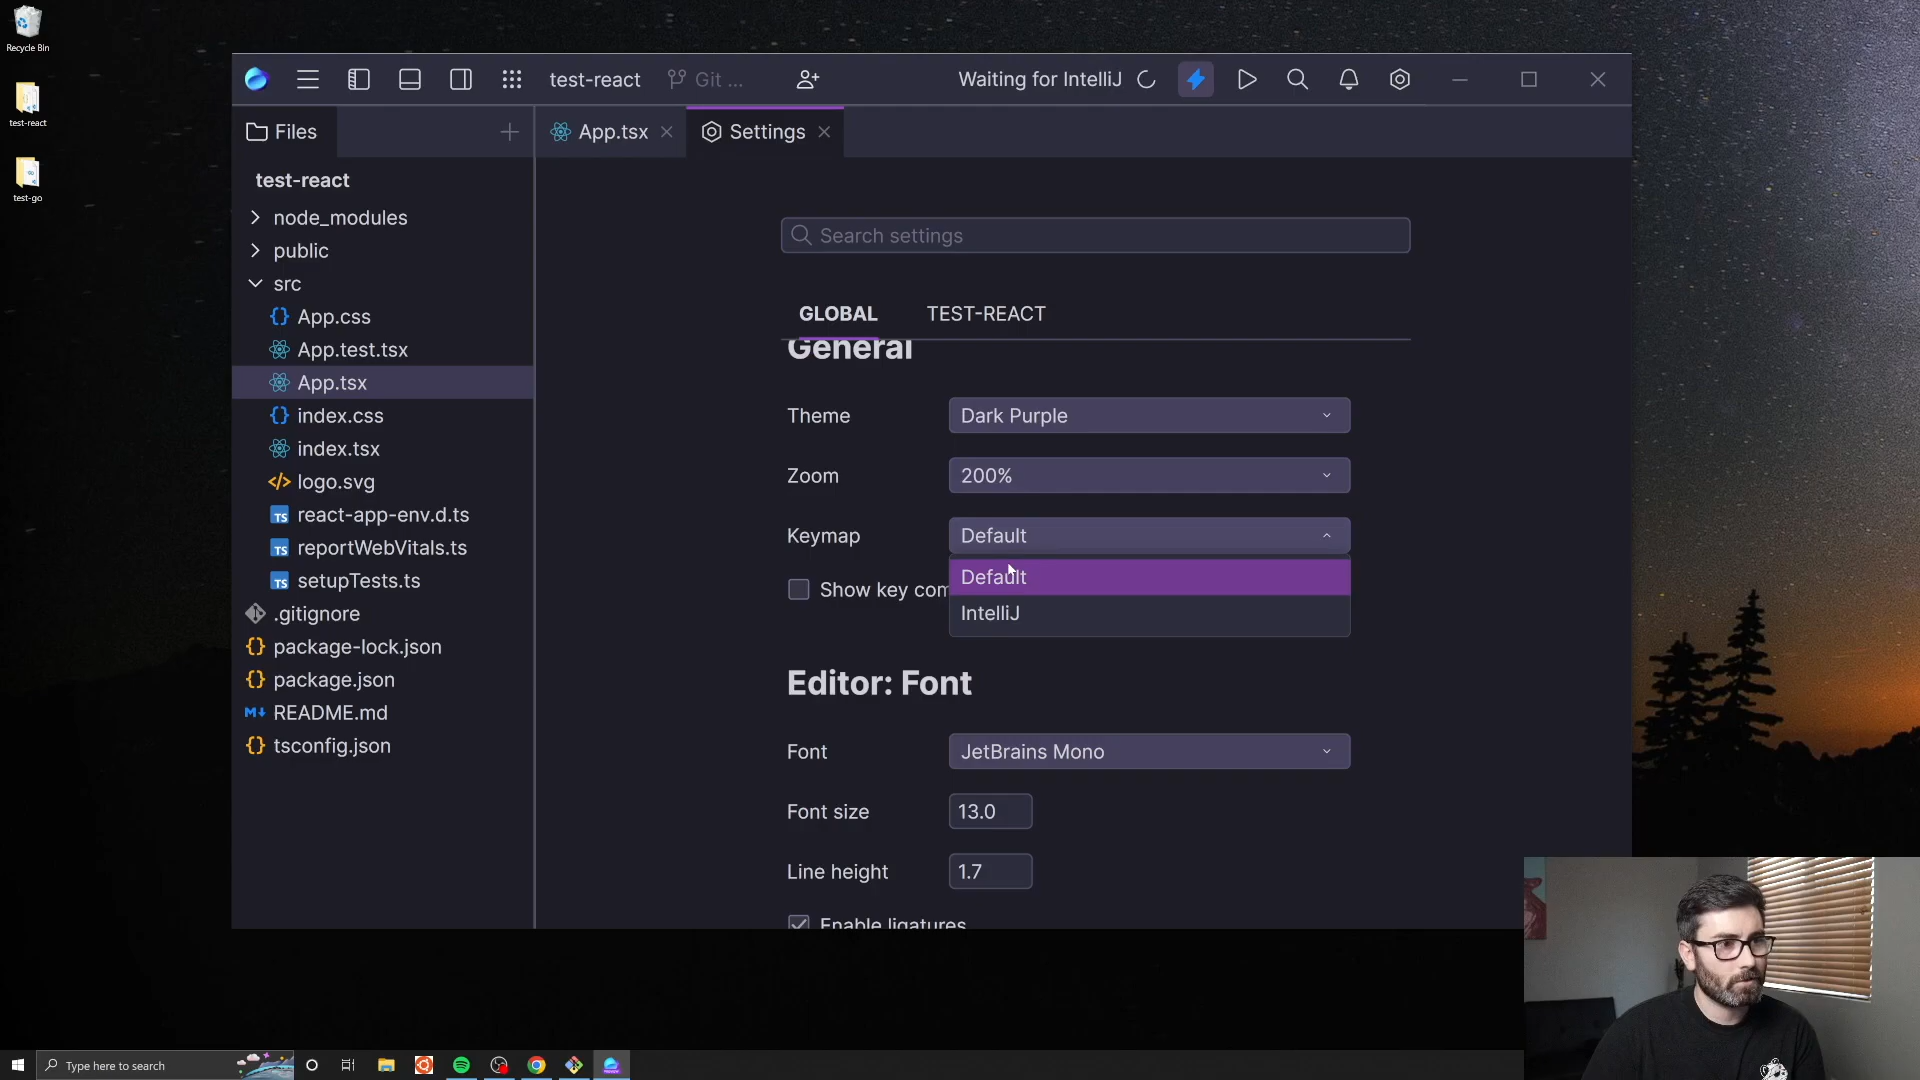 Recycle Bin
test-react
test-go
test-react
Git ...
Waiting for IntelliJ
Files
App.tsx
Settings
test-react
node_modules
public
src
App.css
App.test.tsx
App.tsx
index.css
index.tsx
logo.svg
react-app-env.d.ts
reportWebVitals.ts
setupTests.ts
.gitignore
package-lock.json
package.json
README.md
tsconfig.json
Search settings
GLOBAL
TEST-REACT
General
Theme
Dark Purple
Zoom
200%
Keymap
Default
Default
IntelliJ
Show key com
Editor: Font
Font
JetBrains Mono
Font size
13.0
Line height
1.7
Enable ligatures
Type here to search